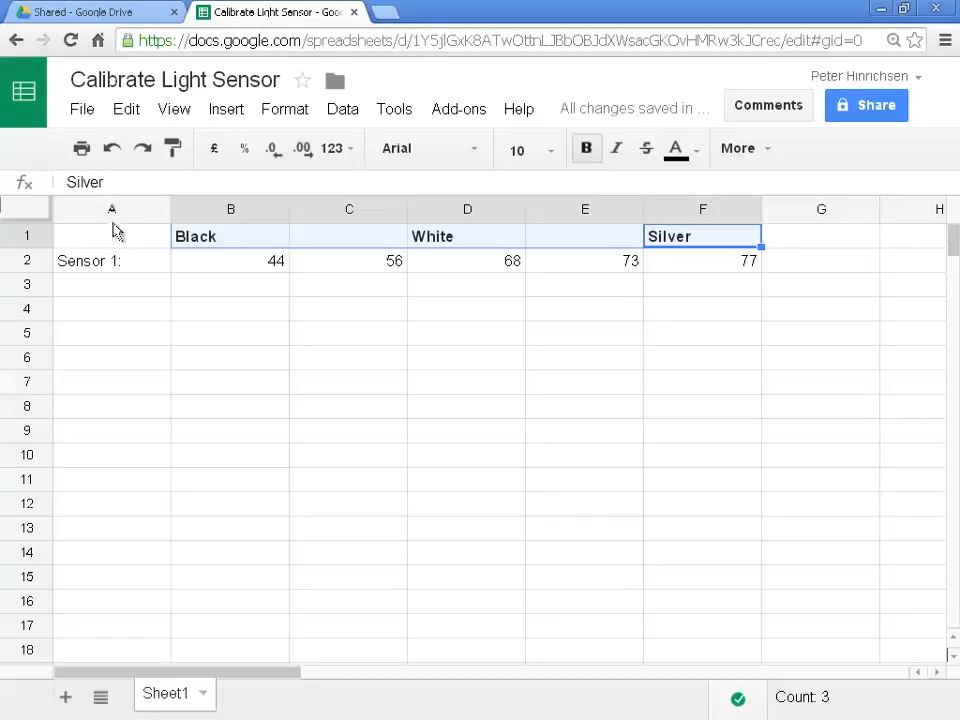 Shared - Google Drive
Calibrate Light Sensor - Goo
https://docs.google.com/spreadsheets/d/1Y5jlGxK8ATwOttnLJBbOBJdXWsacGKOvHMRw3kJCrec/edit#gid=0
Calibrate Light Sensor
Peter Hinrichsen
File Edit View Insert Format Data Tools Add-ons Help All changes saved in ...
Comments
Share
£ % .0 .00 123 Arial 10 B I S A More
fx Silver
A B C D E F G H
1 Black White Silver
2 Sensor 1: 44 56 68 73 77
3
4
5
6
7
8
9
10
11
12
13
14
15
16
17
18
+ Sheet1 Count: 3